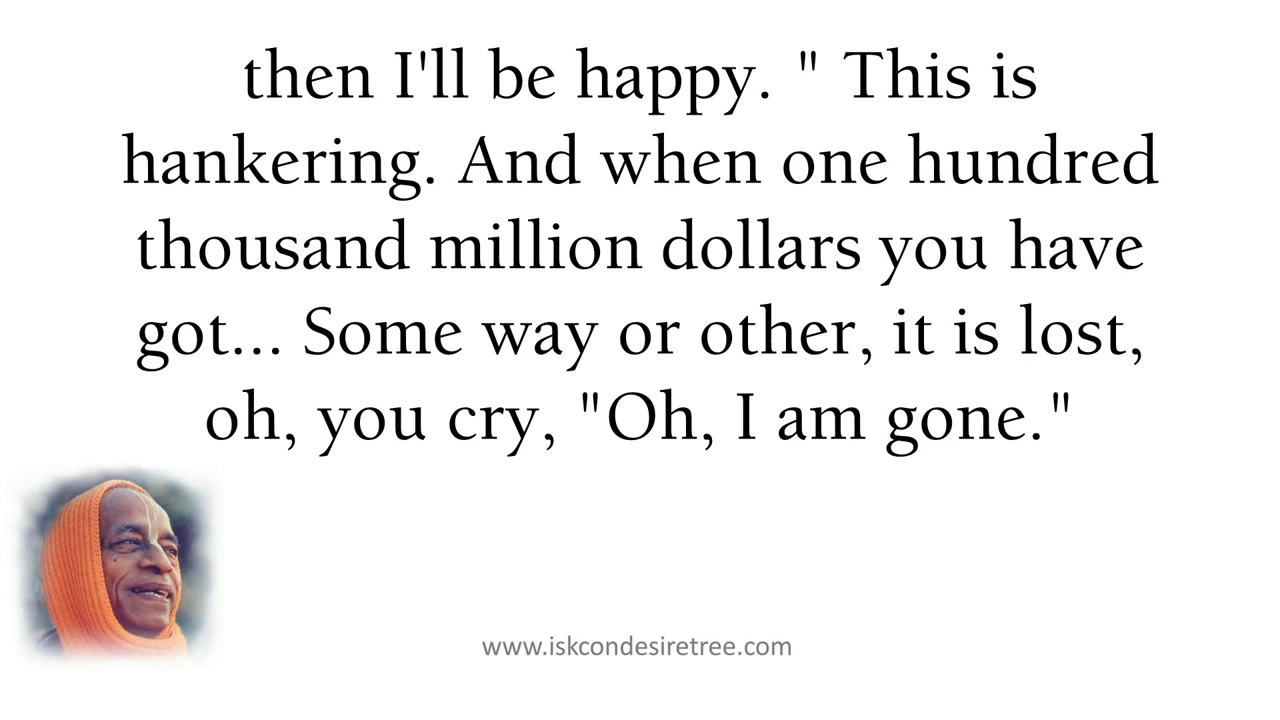 then I'll be happy. " This is
hankering. And when one hundred
thousand million dollars you have
got... Some way or other, it is lost,
oh, you cry, "Oh, I am gone."
www.iskcondesiretree.com